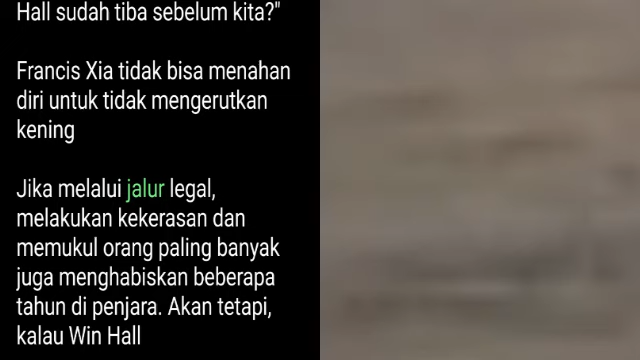 Hall sudah tiba sebelum kita?"
Francis Xia tidak bisa menahan
diri untuk tidak mengerutkan
kening
Jika melalui jalur legal,
melakukan kekerasan dan
memukul orang paling banyak
juga menghabiskan beberapa
tahun di penjara. Akan tetapi,
kalau Win Hall